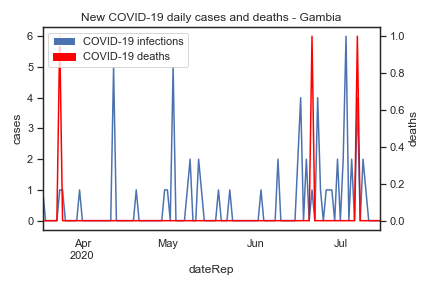 New COVID-19 daily cases and deaths - Gambia
COVID-19 infections
COVID-19 deaths
6
5
4
3
2
1
0
cases
1.0
0.8
0.6
0.4
0.2
0.0
deaths
Apr
2020
May
Jun
Jul
dateRep